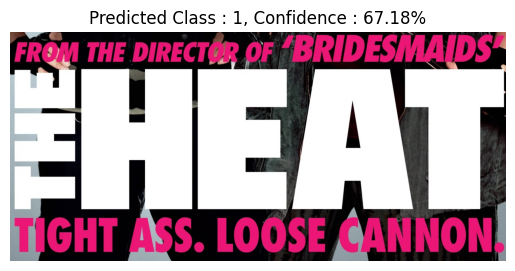 Predicted Class : 1, Confidence : 67.18%
FROM THE DIRECTOR OF ‘BRIDESMAIDS’
THE HEAT
TIGHT ASS. LOOSE CANNON.